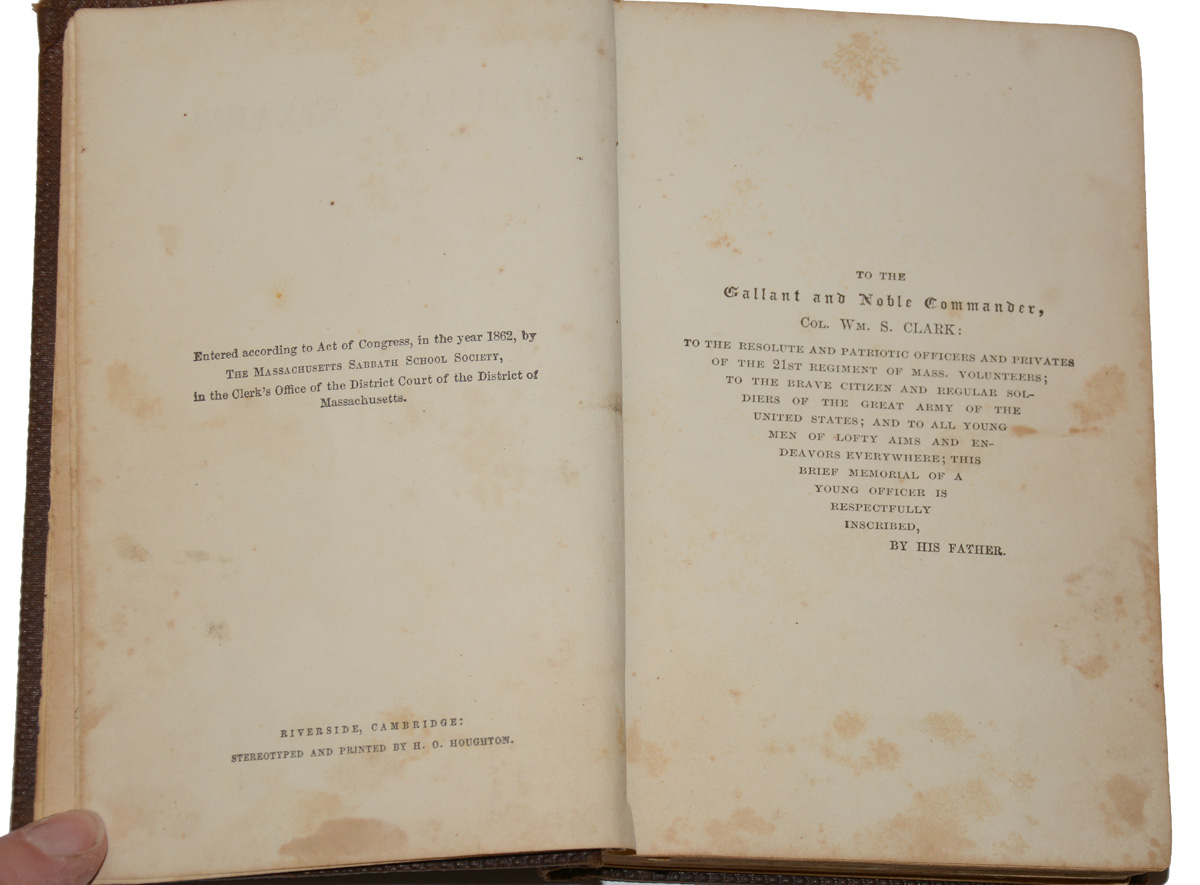 Entered according to Act of Congress, in the year 1862, by
The Massachusetts Sabbath School Society,
in the Clerk's Office of the District Court of the District of
Massachusetts.
RIVERSIDE, CAMBRIDGE:
STEREOTYPED AND PRINTED BY H. O. HOUGHTON.
TO THE
Gallant and Noble Commander,
Col. Wm. S. CLARK:
TO THE RESOLUTE AND PATRIOTIC OFFICERS AND PRIVATES
OF THE 21ST REGIMENT OF MASS. VOLUNTEERS;
TO THE BRAVE CITIZEN AND REGULAR SOL-
DIERS OF THE GREAT ARMY OF THE
UNITED STATES; AND TO ALL YOUNG
MEN OF LOFTY AIMS AND EN-
DEAVORS EVERYWHERE; THIS
BRIEF MEMORIAL OF A
YOUNG OFFICER IS
RESPECTFULLY
INSCRIBED,
BY HIS FATHER.